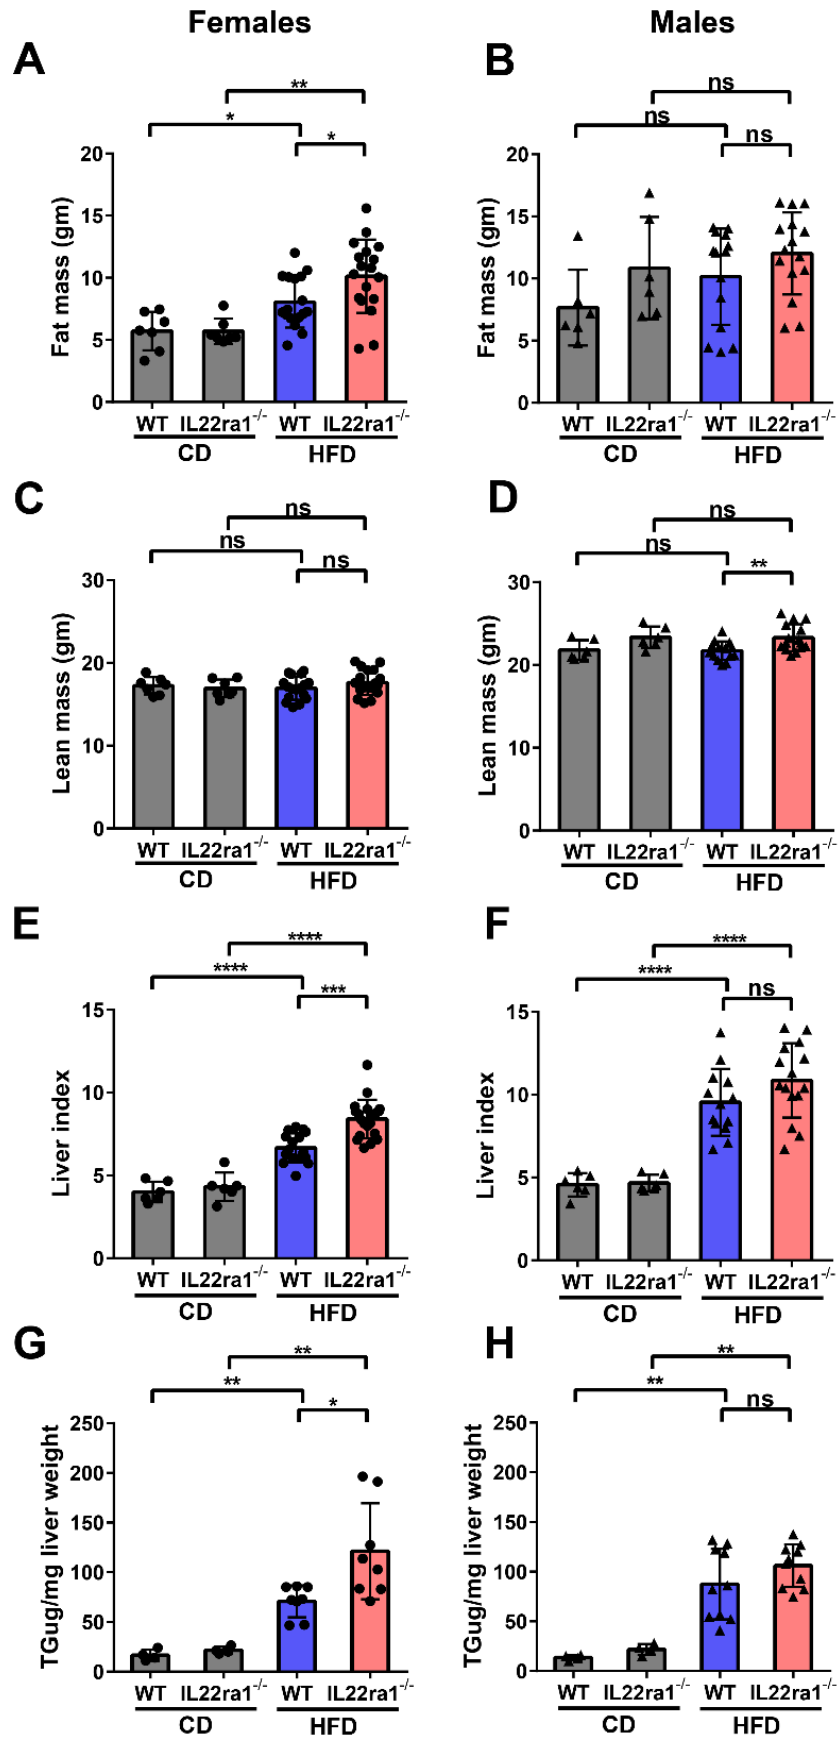 Females Males
A B
** ns
* ns
* ns
20 20
15 15
10 10
5 5
0 0
Fat mass (gm) Fat mass (gm)
WT IL22ra1-/- WT IL22ra1-/- WT IL22ra1-/- WT IL22ra1-/-
CD HFD CD HFD
C D
ns ns
ns ns
ns **
30 30
20 20
10 10
0 0
Lean mass (gm) Lean mass (gm)
WT IL22ra1-/- WT IL22ra1-/- WT IL22ra1-/- WT IL22ra1-/-
CD HFD CD HFD
E F
**** ****
**** ****
*** ns
15 15
10 10
5 5
0 0
Liver index Liver index
WT IL22ra1-/- WT IL22ra1-/- WT IL22ra1-/- WT IL22ra1-/-
CD HFD CD HFD
G H
** **
** **
* ns
250 250
200 200
150 150
100 100
50 50
0 0
TGug/mg liver weight TGug/mg liver weight
WT IL22ra1-/- WT IL22ra1-/- WT IL22ra1-/- WT IL22ra1-/-
CD HFD CD HFD